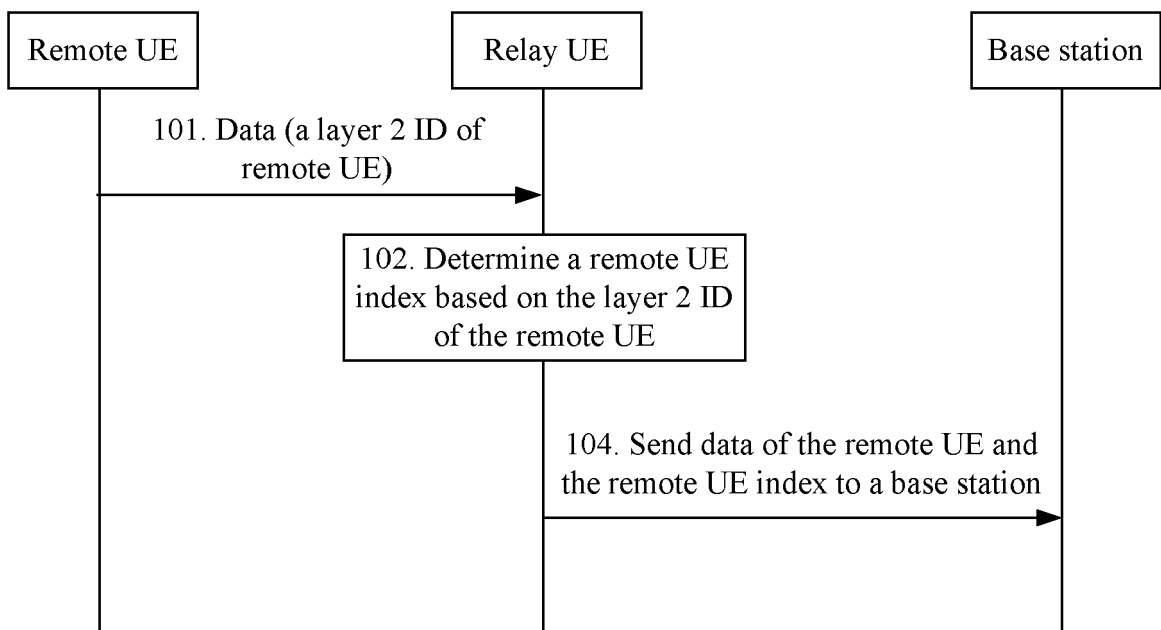 Remote UE
Relay UE
Base station
101. Data (a layer 2 ID of
remote UE)
102. Determine a remote UE
index based on the layer 2 ID
of the remote UE
104. Send data of the remote UE and
the remote UE index to a base station